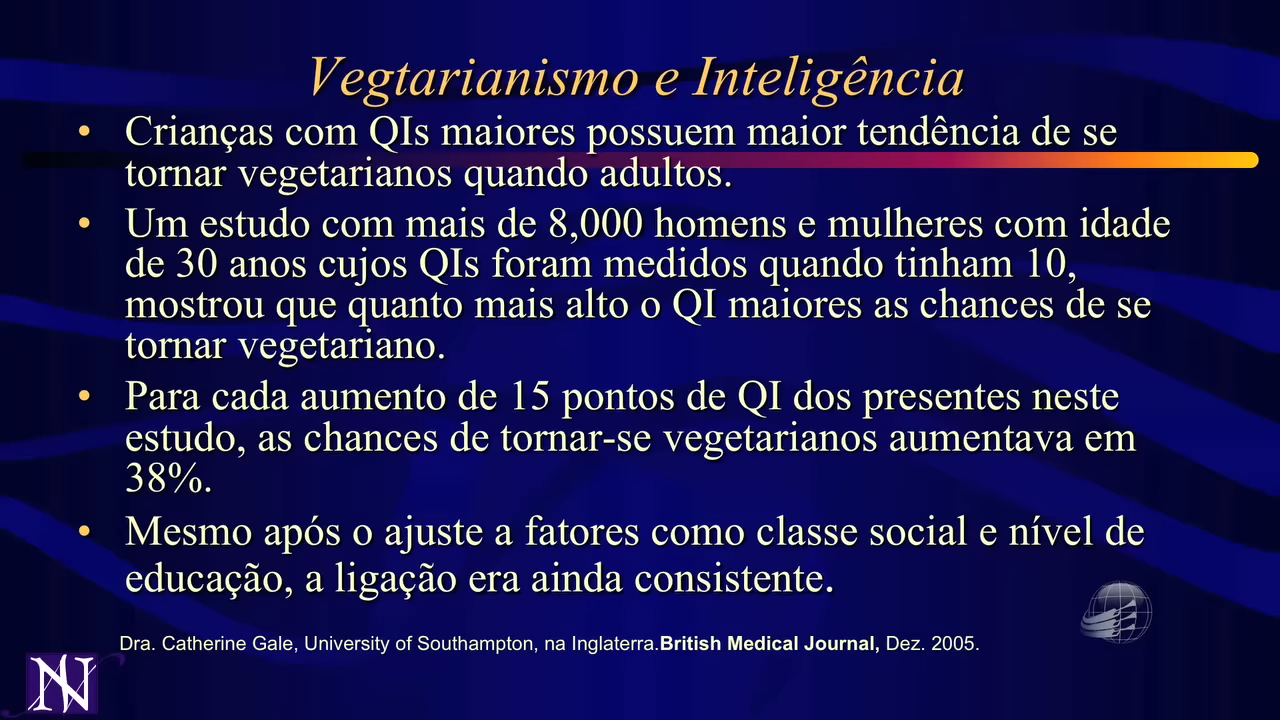 Vegtarianismo e Inteligência
• Crianças com QIs maiores possuem maior tendência de se
tornar vegetarianos quando adultos.
• Um estudo com mais de 8,000 homens e mulheres com idade
de 30 anos cujos QIs foram medidos quando tinham 10,
mostrou que quanto mais alto o QI maiores as chances de se
tornar vegetariano.
• Para cada aumento de 15 pontos de QI dos presentes neste
estudo, as chances de tornar-se vegetarianos aumentava em
38%.
• Mesmo após o ajuste a fatores como classe social e nível de
educação, a ligação era ainda consistente.
Dra. Catherine Gale, University of Southampton, na Inglaterra.British Medical Journal, Dez. 2005.
N